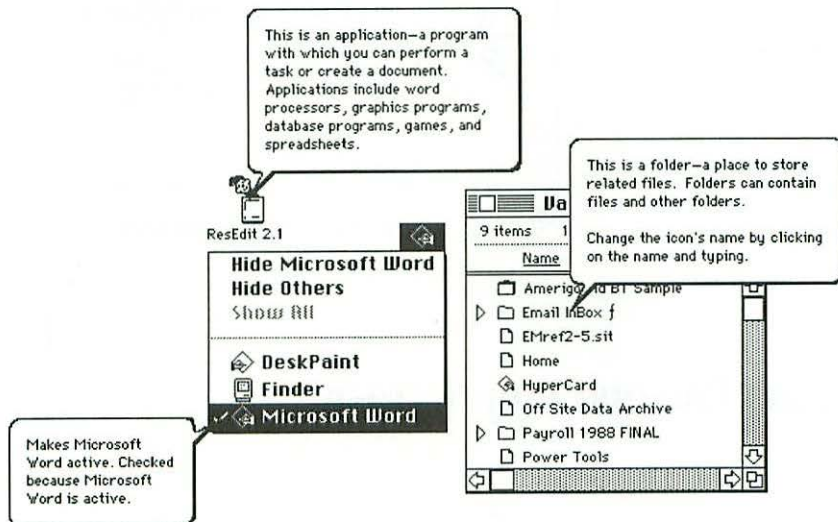 This is an application—a program
with which you can perform a
task or create a document.
Applications include word
processors, graphics programs,
database programs, games, and
spreadsheets.
This is a folder—a place to store
related files. Folders can contain
files and other folders.
Change the icon's name by clicking
on the name and typing.
ResEdit 2.1
Hide Microsoft Word
Hide Others
Show All
DeskPaint
Finder
Microsoft Word
Makes Microsoft
Word active. Checked
because Microsoft
Word is active.
Va
9 items 1
Name
Sample
Email InBox ƒ
EMref2-5.sit
Home
HyperCard
Off Site Data Archive
Payroll 1988 FINAL
Power Tools